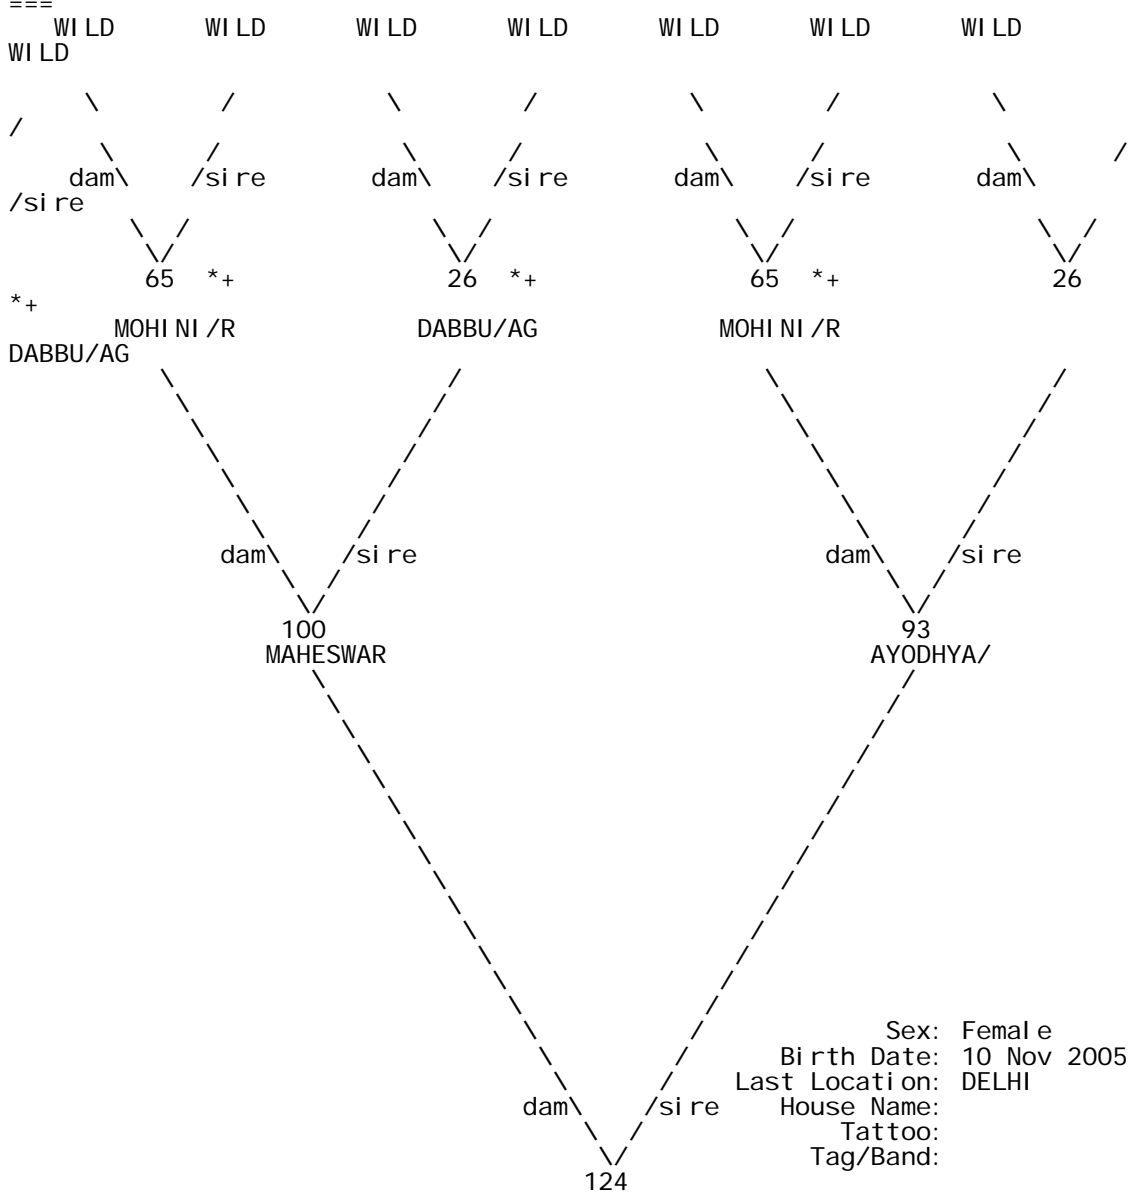 ===
WILD WILD WILD WILD WILD WILD WILD
WILD
\ / \ / \ / \
/
\ / \ / \ / \ /
dam\ /sire dam\ /sire dam\ /sire dam\
/sire
\ / \ / \ / \ /
\/ \/ \/ \/
65 *+ 26 *+ 65 *+ 26
*+
MOHINI/R DABBU/AG MOHINI/R
DABBU/AG
dam\ /sire dam\ /sire
100 93
MAHESWAR AYODHYA/
Sex: Female
Birth Date: 10 Nov 2005
Last Location: DELHI
dam\ /sire House Name:
Tattoo:
Tag/Band:
124